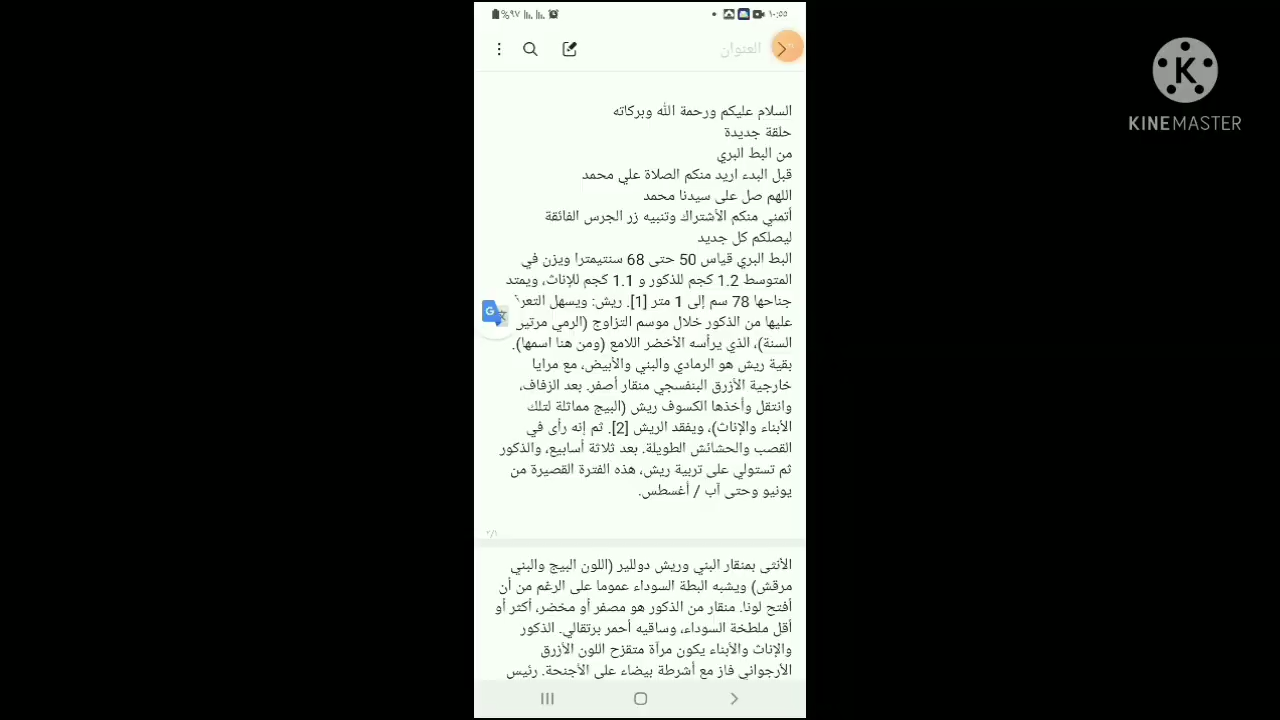 ١٠:٥٥
%٩٧
العنوان
KINEMASTER
السلام عليكم ورحمة الله وبركاته
حلقة جديدة
من البط البري
قبل البدء اريد منكم الصلاة علي محمد
اللهم صل على سيدنا محمد
أتمني منكم الأشتراك وتنبيه زر الجرس الفائقة
ليصلكم كل جديد
البط البري قياس 50 حتى 68 سنتيمترا ويزن في
المتوسط 1.2 كجم للذكور و 1.1 كجم للإناث، ويمتد
جناحها 78 سم إلى 1 متر [1]. ريش: ويسهل
عليها من الذكور خلال موسم التزاوج (الرمي مرتين
السنة)، الذي يرأسه الأخضر اللامع (ومن هنا اسمها).
بقية ريش هو الرمادي والبني والأبيض، مع مرايا
خارجية الأزرق البنفسجي منقار أصفر. بعد الزفاف،
وانتقل وأخذها الكسوف ريش (البيج مماثلة لتلك
الأبناء والإناث)، ويفقد الريش [2]. ثم إنه رأى في
القصب والحشائش الطويلة. بعد ثلاثة أسابيع، والذكور
ثم تستولي على تربية ريش، هذه الفترة القصيرة من
يونيو وحتى آب / أغسطس.
٢/١
الأنثى بمنقار البني وريش دوللير (اللون البيج والبني
مرقش) ويشبه البطة السوداء عموما على الرغم من أن
أفتح لونا. منقار من الذكور هو مصفر أو مخضر، أكثر أو
أقل ملطخة السوداء، وساقيه أحمر برتقالي. الذكور
والإناث والأبناء يكون مرآة متقزح اللون الأزرق
الأرجواني فاز مع أشرطة بيضاء على الأجنحة. رئيس